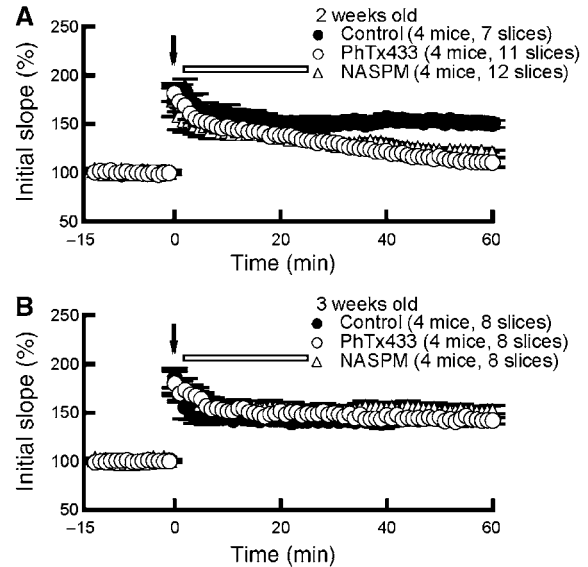 A
2 weeks old
Control (4 mice, 7 slices)
PhTx433 (4 mice, 11 slices)
NASPM (4 mice, 12 slices)
Initial slope (%)
250
200
150
100
50
−15
0
20
40
60
Time (min)
B
3 weeks old
Control (4 mice, 8 slices)
PhTx433 (4 mice, 8 slices)
NASPM (4 mice, 8 slices)
Initial slope (%)
250
200
150
100
50
−15
0
20
40
60
Time (min)